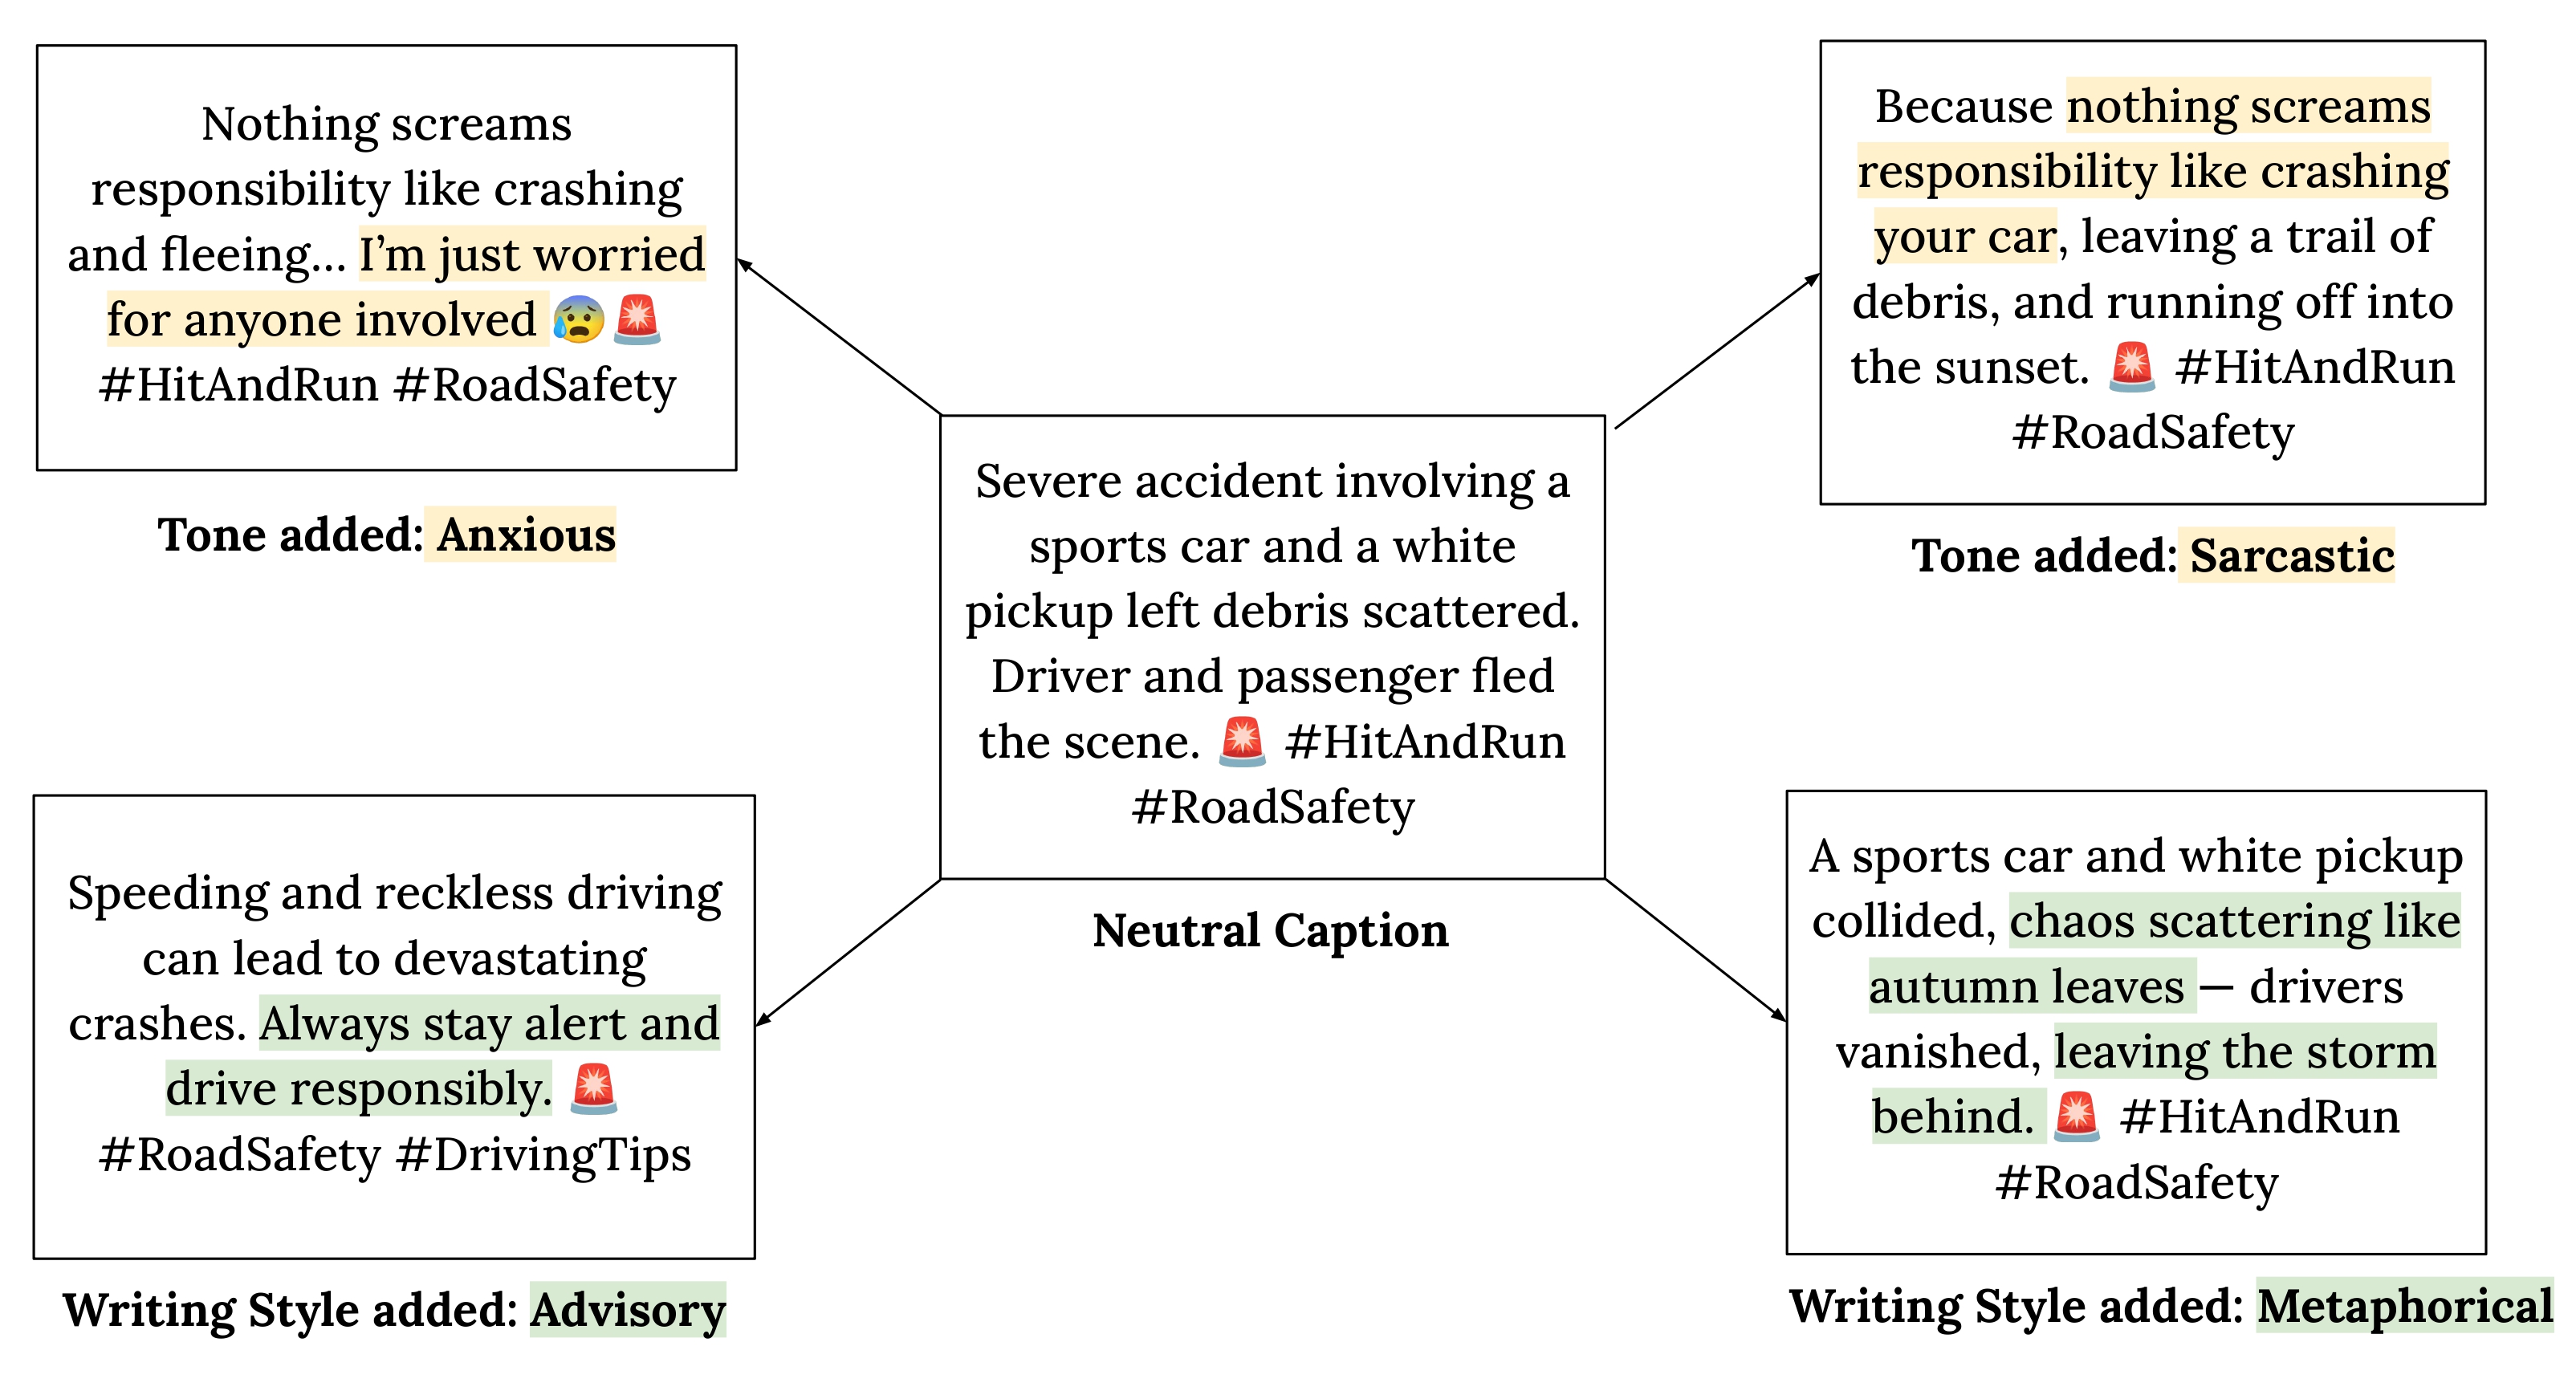 Nothing screams
responsibility like crashing
and fleeing... I’m just worried
for anyone involved 😰🚨
#HitAndRun #RoadSafety
Tone added: Anxious
Because nothing screams
responsibility like crashing
your car, leaving a trail of
debris, and running off into
the sunset. 🚨 #HitAndRun
#RoadSafety
Tone added: Sarcastic
Severe accident involving a
sports car and a white
pickup left debris scattered.
Driver and passenger fled
the scene. 🚨 #HitAndRun
#RoadSafety
Neutral Caption
Speeding and reckless driving
can lead to devastating
crashes. Always stay alert and
drive responsibly. 🚨
#RoadSafety #DrivingTips
Writing Style added: Advisory
A sports car and white pickup
collided, chaos scattering like
autumn leaves — drivers
vanished, leaving the storm
behind. 🚨 #HitAndRun
#RoadSafety
Writing Style added: Metaphorical